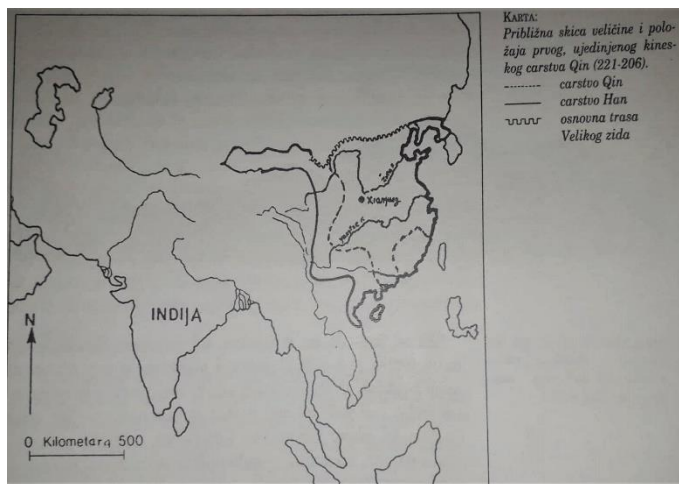 KARTA:
Približna skica veličine i polo-
žaja prvog, ujedinjenog kines-
kog carstva Qin (221-206).
carstvo Qin
carstvo Han
osnovna trasa
Velikog zida
INDIJA
N
0 Kilometara 500